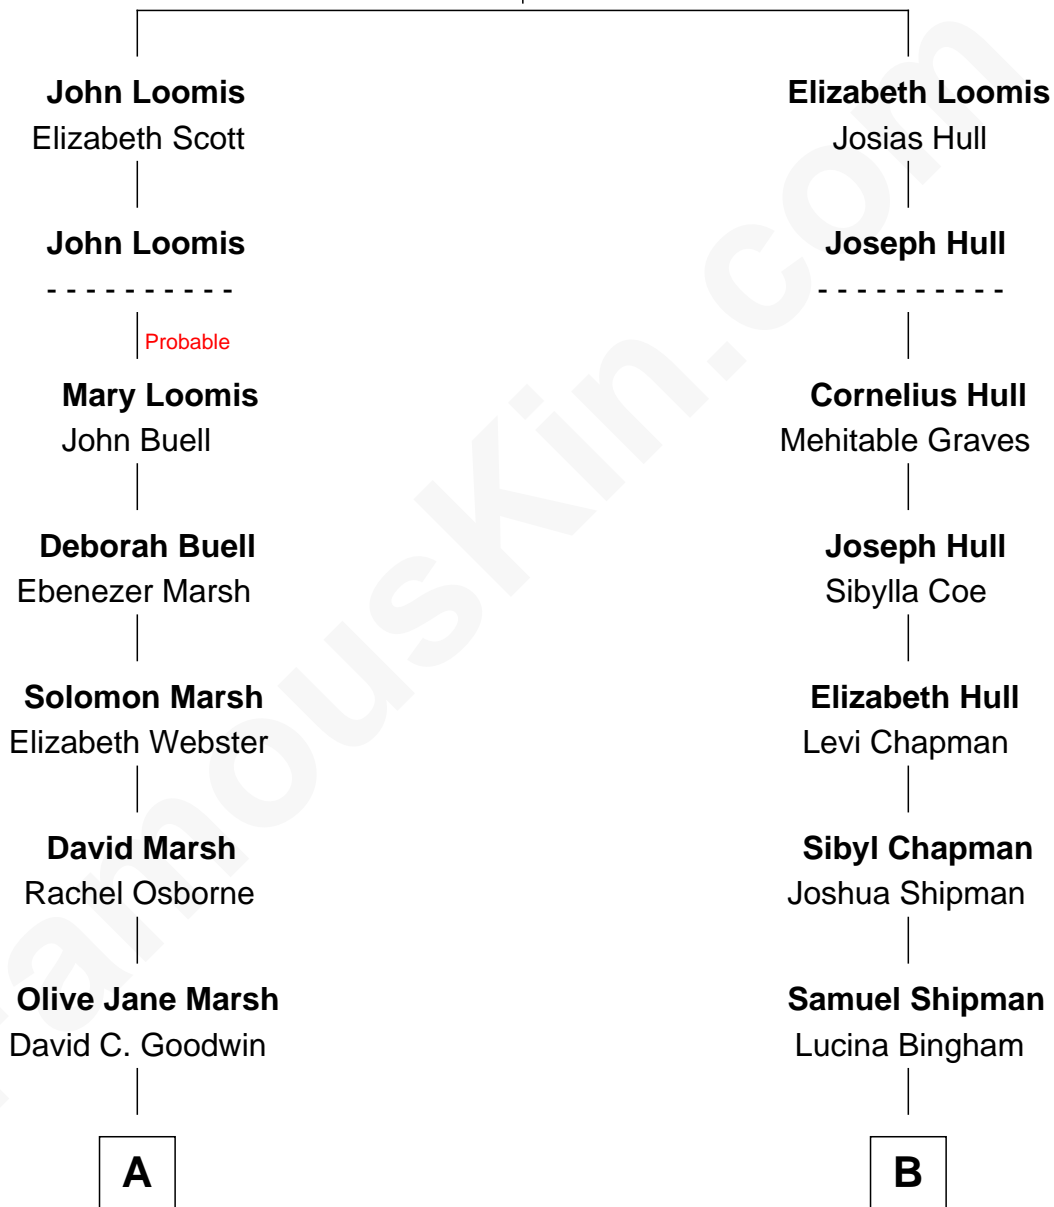 John Loomis
Elizabeth Scott
Elizabeth Loomis
Josias Hull
John Loomis
- - - - - - - - - -
Joseph Hull
- - - - - - - - - -
Probable
Mary Loomis
John Buell
Cornelius Hull
Mehitable Graves
Deborah Buell
Ebenezer Marsh
Joseph Hull
Sibylla Coe
Solomon Marsh
Elizabeth Webster
Elizabeth Hull
Levi Chapman
David Marsh
Rachel Osborne
Sibyl Chapman
Joshua Shipman
Olive Jane Marsh
David C. Goodwin
Samuel Shipman
Lucina Bingham
A
B
FamousKin.com